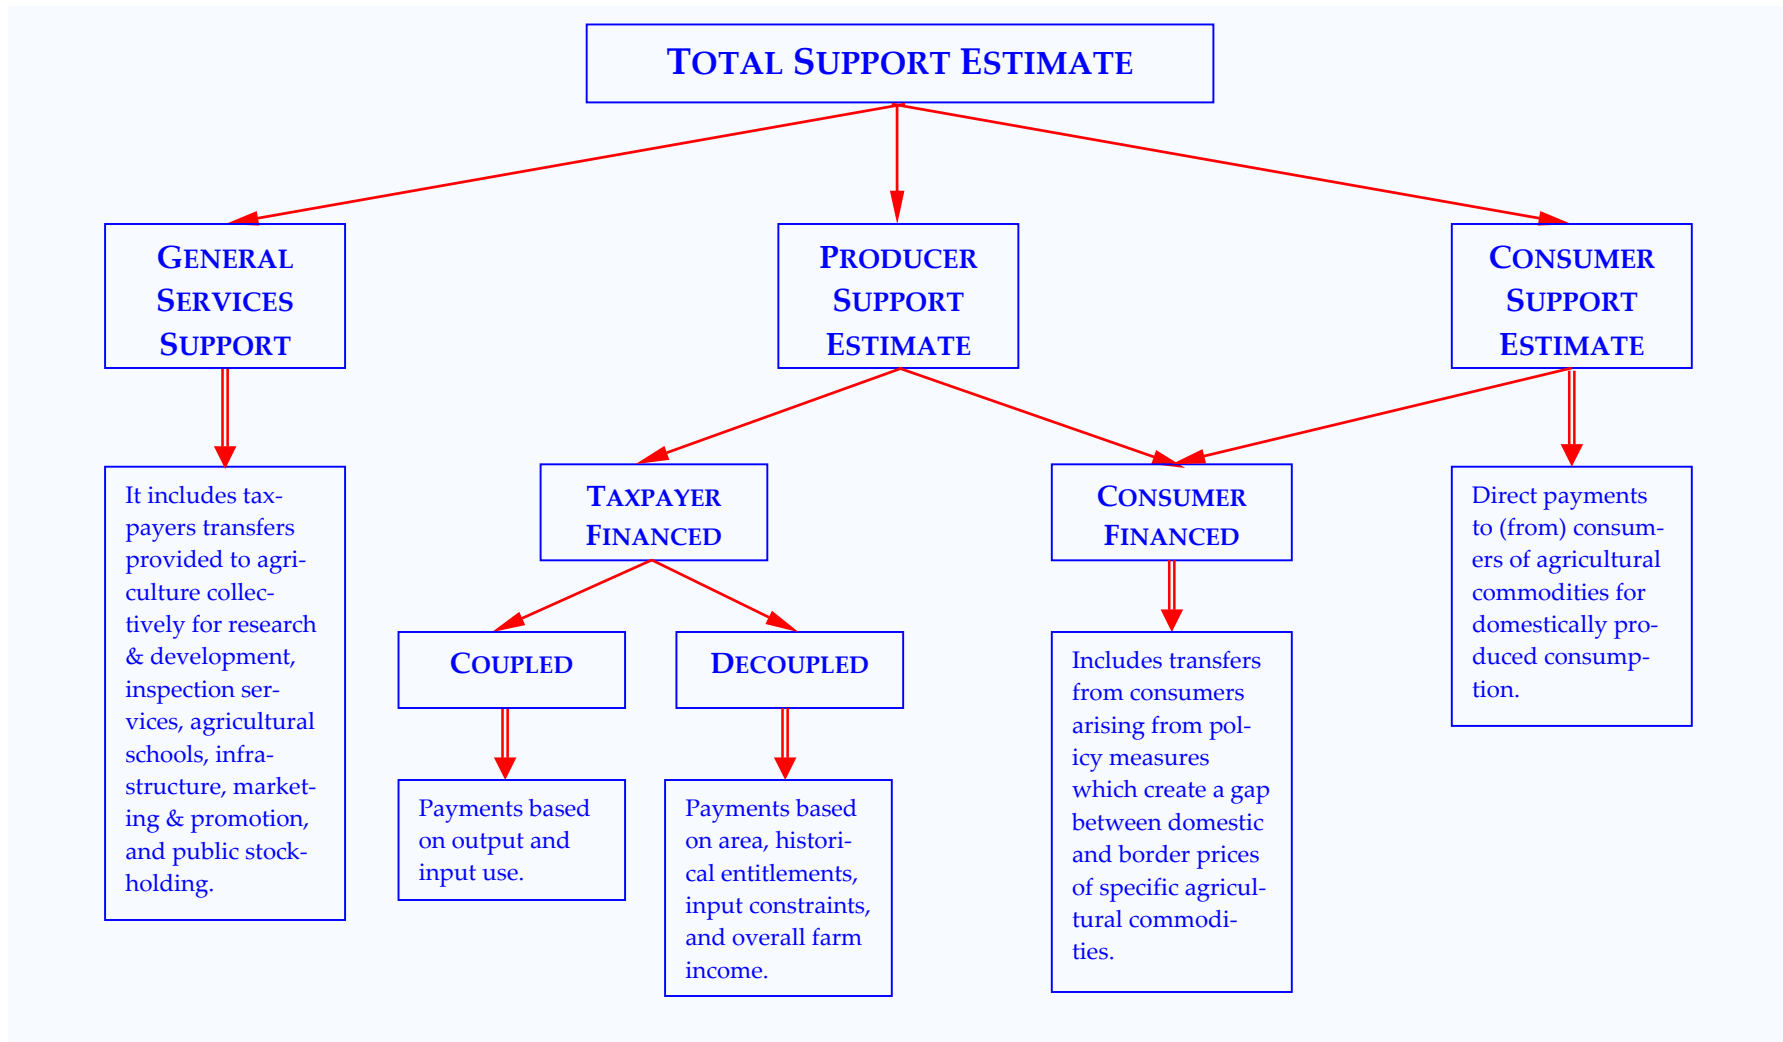 TOTAL SUPPORT ESTIMATE
GENERAL
SERVICES
SUPPORT
PRODUCER
SUPPORT
ESTIMATE
CONSUMER
SUPPORT
ESTIMATE
It includes tax-
payers transfers
provided to agri-
culture collec-
tively for research
& development,
inspection ser-
vices, agricultural
schools, infra-
structure, market-
ing & promotion,
and public stock-
holding.
TAXPAYER
FINANCED
CONSUMER
FINANCED
Direct payments
to (from) consum-
ers of agricultural
commodities for
domestically pro-
duced consump-
tion.
COUPLED
DECOUPLED
Payments based
on output and
input use.
Payments based
on area, histori-
cal entitlements,
input constraints,
and overall farm
income.
Includes transfers
from consumers
arising from pol-
icy measures
which create a gap
between domestic
and border prices
of specific agricul-
tural commodi-
ties.